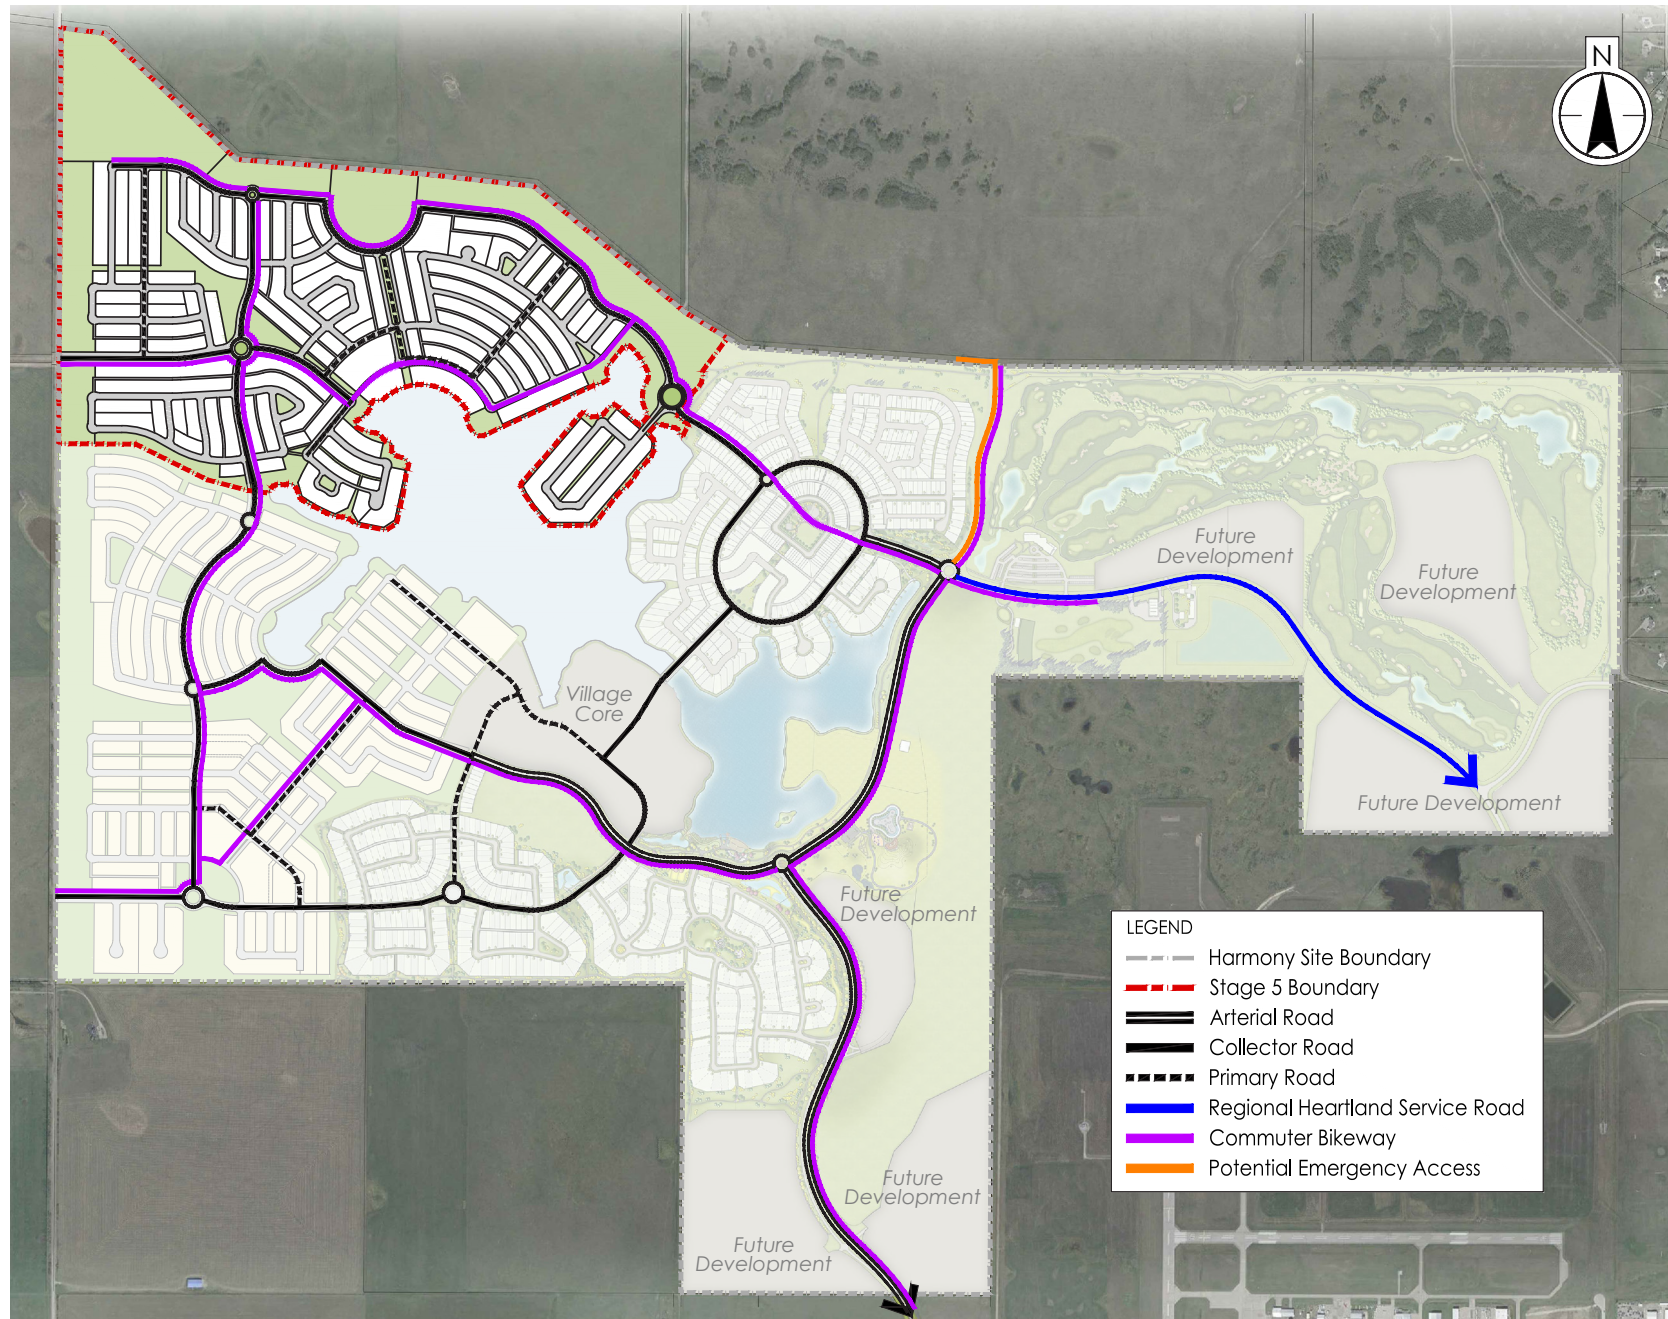 N
Future
Development
Future
Development
Village
Core
Future Development
Future
Development
Future
Development
Future
Development
LEGEND
Harmony Site Boundary
Stage 5 Boundary
Arterial Road
Collector Road
Primary Road
Regional Heartland Service Road
Commuter Bikeway
Potential Emergency Access